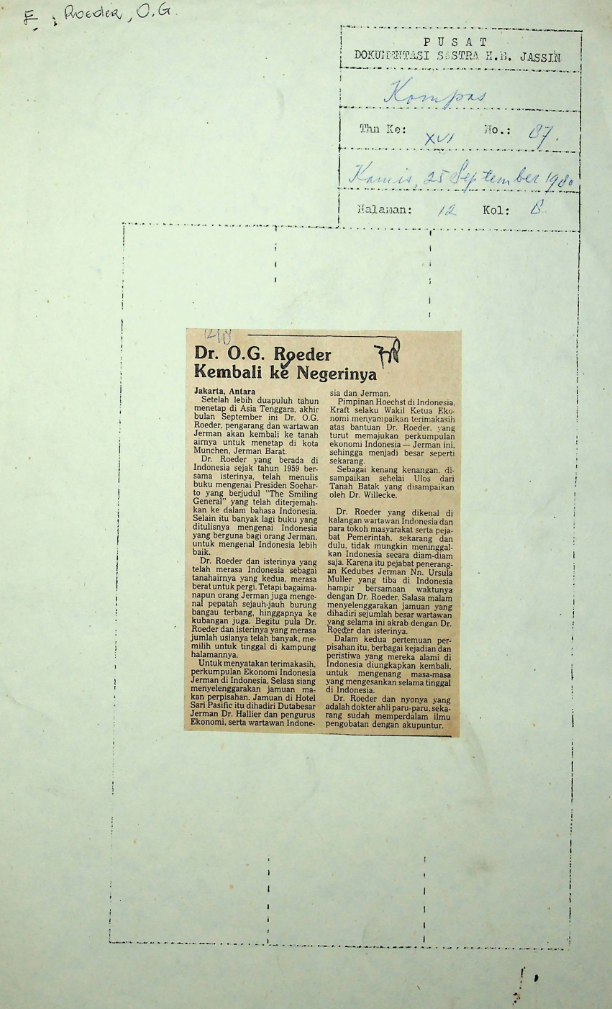 F. : Roeder, O.G.
P U S A T
DOKUMENTASI SASTRA H.B. JASSIN
Kompas
Thn Ke: XVI No.: 87.
Kamis, 25 September 1980
Halaman: 12 Kol: B
Dr. O.G. Roeder
Kembali ke Negerinya
Jakarta, Antara
Setelah lebih duapuluh tahun
menetap di Asia Tenggara, akhir
bulan September ini Dr. O.G.
Roeder, pengarang dan wartawan
Jerman akan kembali ke tanah
airnya untuk menetap di kota
Munchen, Jerman Barat.
Dr. Roeder yang berada di
Indonesia sejak tahun 1959 ber-
sama isterinya, telah menulis
buku mengenai Presiden Soehar-
to yang berjudul "The Smiling
General" yang telah diterjemah-
kan ke dalam bahasa Indonesia.
Selain itu banyak lagi buku yang
ditulisnya mengenai Indonesia
yang berguna bagi orang Jerman,
untuk mengenal Indonesia lebih
baik.
Dr. Roeder dan isterinya yang
telah merasa Indonesia sebagai
tanahairnya yang kedua, merasa
berat untuk pergi. Tetapi bagaima-
napun orang Jerman juga menge-
nal pepatah sejauh-jauh burung
bangau terbang, hinggapnya ke
kubangan juga. Begitu pula Dr.
Roeder dan isterinya yang merasa
jumlah usianya telah banyak, me-
milih untuk tinggal di kampung
halamannya.
Untuk menyatakan terimakasih,
perkumpulan Ekonomi Indonesia
Jerman di Indonesia, Selasa siang
menyelenggarakan jamuan ma-
kan perpisahan. Jamuan di Hotel
Sari Pasific itu dihadiri Dutabesar
Jerman Dr. Hallier dan pengurus
Ekonomi, serta wartawan Indone-
sia dan Jerman.
Pimpinan Hoechst di Indonesia,
Kraft selaku Wakil Ketua Eko-
nomi menyampaikan terimakasih
atas bantuan Dr. Roeder, yang
turut memajukan perkumpulan
ekonomi Indonesia — Jerman ini,
sehingga menjadi besar seperti
sekarang.
Sebagai kenang kenangan, di-
sampaikan sehelai Ulos dari
Tanah Batak yang disampaikan
oleh Dr. Willecke.
Dr. Roeder yang dikenal di
kalangan wartawan Indonesia dan
para tokoh masyarakat serta peja-
bat Pemerintah, sekarang dan
dulu, tidak mungkin meninggal-
kan Indonesia secara diam-diam
saja. Karena itu pejabat penerang-
an Kedubes Jerman Nn. Ursula
Muller yang tiba di Indonesia
hampir bersamaan waktunya
dengan Dr. Roeder, Salasa malam
menyelenggarakan jamuan yang
dihadiri sejumlah besar wartawan
yang selama ini akrab dengan Dr.
Roeder dan isterinya.
Dalam kedua pertemuan per-
pisahan itu, berbagai kejadian dan
peristiwa yang mereka alami di
Indonesia diungkapkan kembali,
untuk mengenang masa-masa
yang mengesankan selama tinggal
di Indonesia.
Dr. Roeder dan nyonya yang
adalah dokter ahli paru-paru, seka-
rang sudah memperdalam ilmu
pengobatan dengan akupuntur.